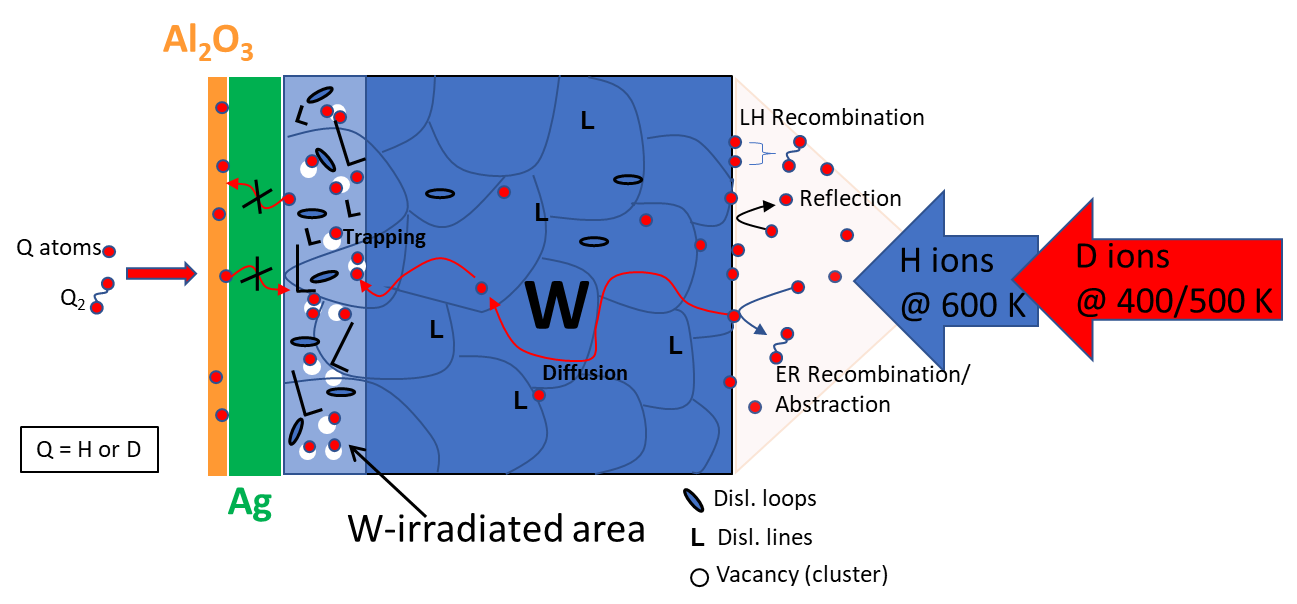 Al₂O₃
LH Recombination
Reflection
L
L
Trapping
Q atoms
Q₂
H ions
@ 600 K
D ions
@ 400/500 K
W
L
L
Diffusion
L
ER Recombination/
Abstraction
Q = H or D
Ag
W-irradiated area
Disl. loops
L Disl. lines
Vacancy (cluster)